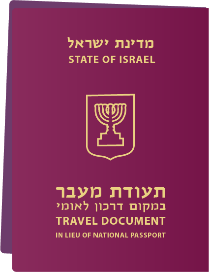 מדינת ישראל
STATE OF ISRAEL
תעודת מעבר
במקום דרכון לאומי
TRAVEL DOCUMENT
IN LIEU OF NATIONAL PASSPORT